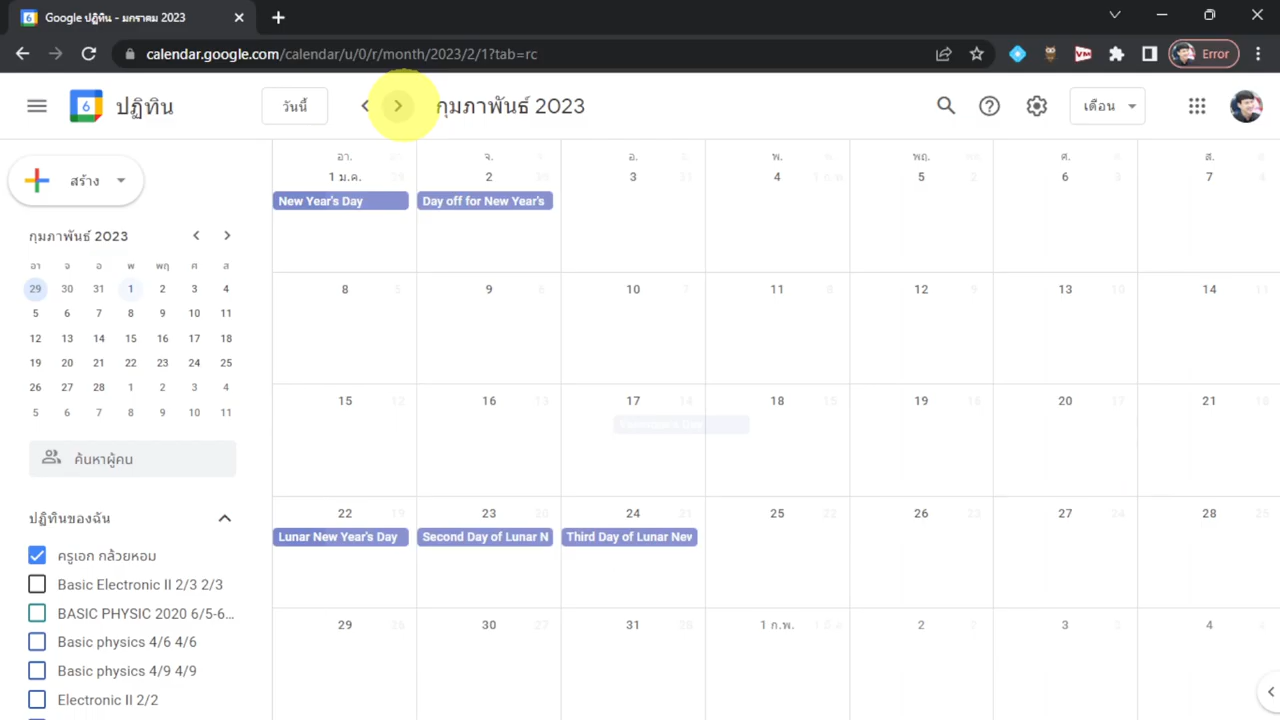 Google ปฏิทิน - มกราคม 2023
calendar.google.com/calendar/u/0/r/month/2023/2/1?tab=rc
Error
6 ปฏิทิน
วันนี้
กุมภาพันธ์ 2023
เดือน
สร้าง
กุมภาพันธ์ 2023
อา จ อ พ พฤ ศ ส
29 30 31 1 2 3 4
5 6 7 8 9 10 11
12 13 14 15 16 17 18
19 20 21 22 23 24 25
26 27 28 1 2 3 4
5 6 7 8 9 10 11
ค้นหาผู้คน
ปฏิทินของฉัน
ครูเอก กล้วยหอม
Basic Electronic II 2/3 2/3
BASIC PHYSIC 2020 6/5-6...
Basic physics 4/6 4/6
Basic physics 4/9 4/9
Electronic II 2/2
อา. จ. อ. พ. พฤ. ศ. ส.
1 ม.ค. 2 3 4 5 6 7
New Year's Day Day off for New Year's
8 9 10 11 12 13 14
15 16 17 18 19 20 21
22 23 24 25 26 27 28
Lunar New Year's Day Second Day of Lunar N Third Day of Lunar Nev
29 30 31 1 ก.พ. 2 3 4